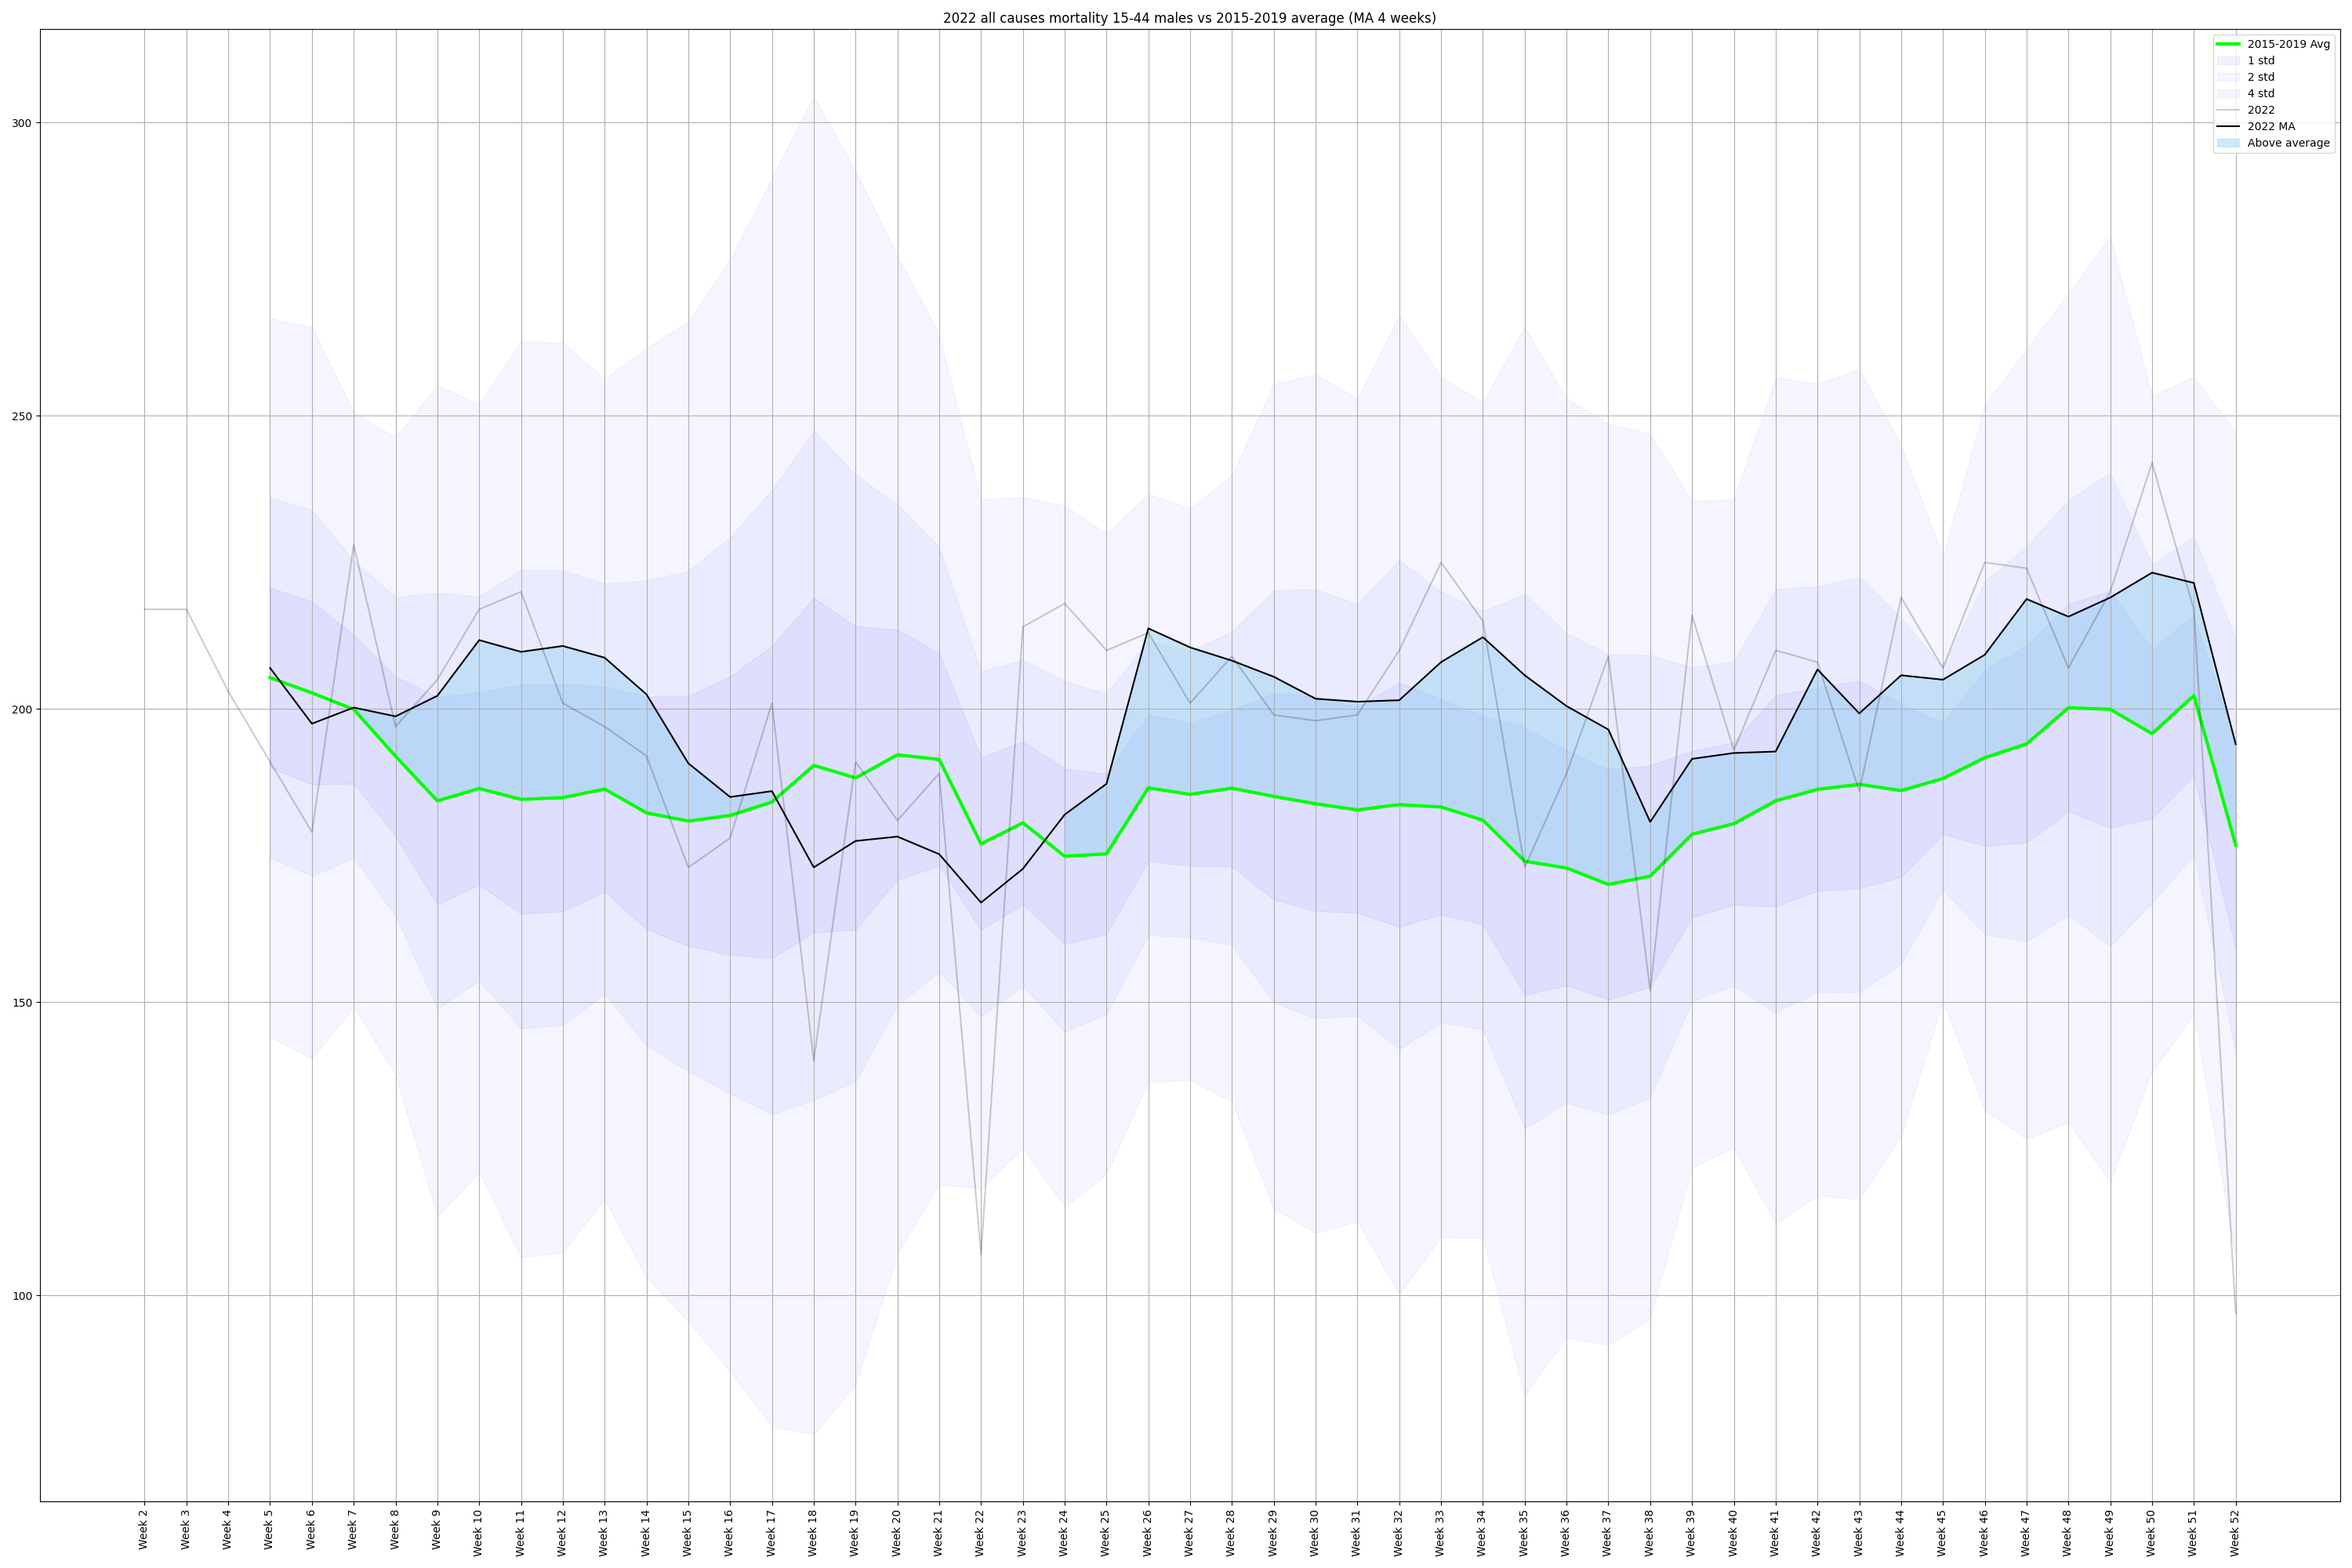 2022 all causes mortality 15-44 males vs 2015-2019 average (MA 4 weeks)
2015-2019 Avg
1 std
2 std
4 std
2022
2022 MA
Above average
300
250
200
150
100
Week 2
Week 3
Week 4
Week 5
Week 6
Week 7
Week 8
Week 9
Week 10
Week 11
Week 12
Week 13
Week 14
Week 15
Week 16
Week 17
Week 18
Week 19
Week 20
Week 21
Week 22
Week 23
Week 24
Week 25
Week 26
Week 27
Week 28
Week 29
Week 30
Week 31
Week 32
Week 33
Week 34
Week 35
Week 36
Week 37
Week 38
Week 39
Week 40
Week 41
Week 42
Week 43
Week 44
Week 45
Week 46
Week 47
Week 48
Week 49
Week 50
Week 51
Week 52